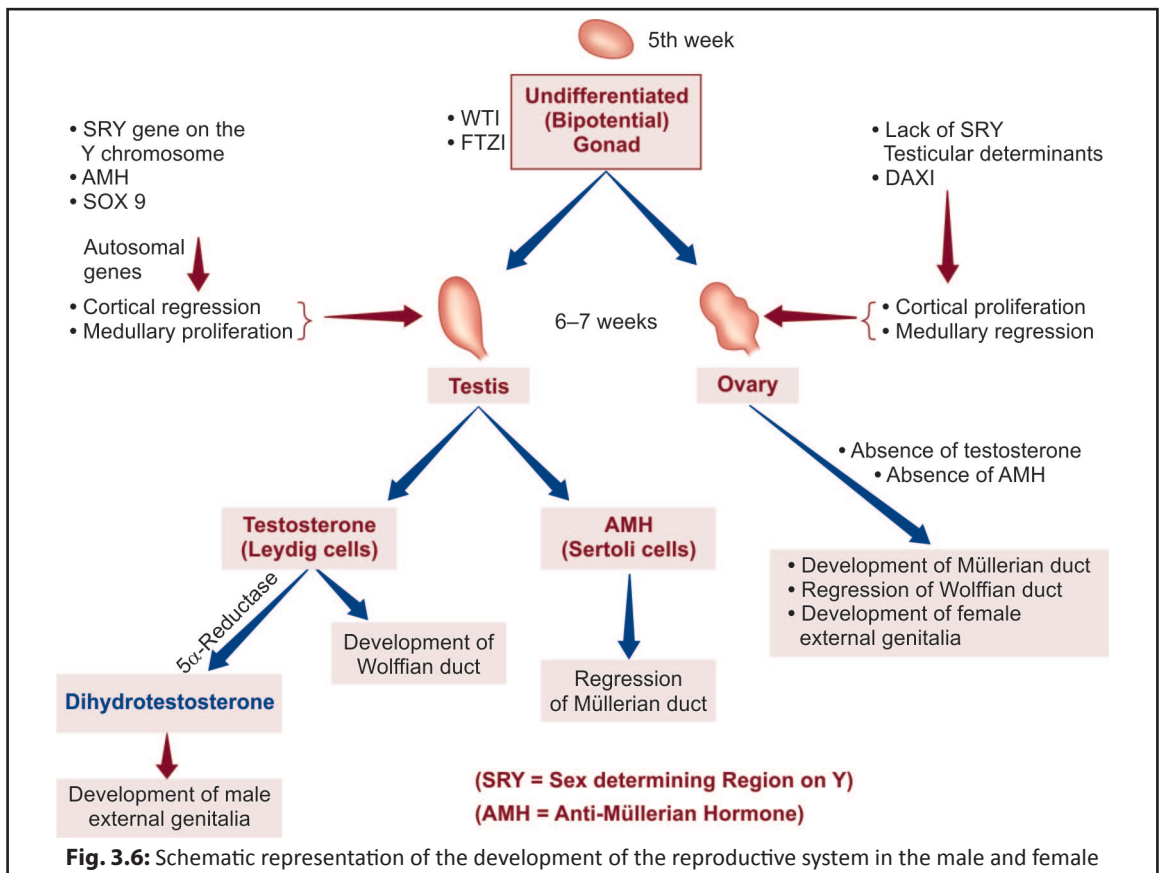 5th week
Undifferentiated
(Bipotential)
Gonad
• WTI
• FTZI
• SRY gene on the
Y chromosome
• AMH
• SOX 9
• Lack of SRY
Testicular determinants
• DAXI
Autosomal
genes
• Cortical regression
• Medullary proliferation
6–7 weeks
• Cortical proliferation
• Medullary regression
Testis
Ovary
• Absence of testosterone
• Absence of AMH
Testosterone
(Leydig cells)
AMH
(Sertoli cells)
• Development of Müllerian duct
• Regression of Wolffian duct
• Development of female
external genitalia
5α-Reductase
Development of
Wolffian duct
Regression
of Müllerian duct
Dihydrotestosterone
Development of male
external genitalia
(SRY = Sex determining Region on Y)
(AMH = Anti-Müllerian Hormone)
Fig. 3.6: Schematic representation of the development of the reproductive system in the male and female